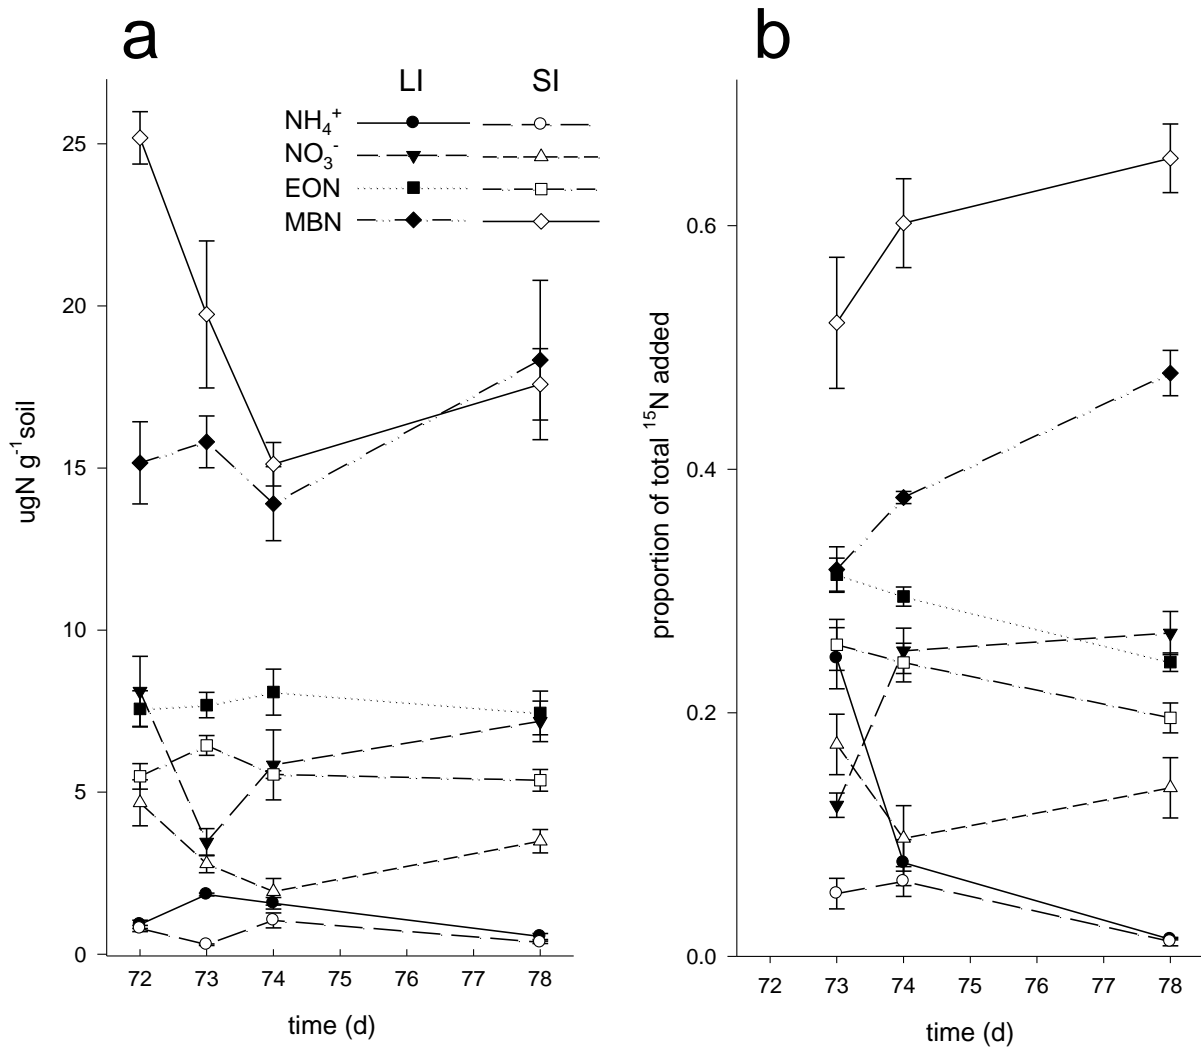 a
LI SI
NH₄⁺
NO₃⁻
EON
MBN
25
20
15
10
5
0
ugN g⁻¹soil
72 73 74 75 76 77 78
time (d)
b
0.6
0.4
0.2
0.0
proportion of total ¹⁵N added
72 73 74 75 76 77 78
time (d)